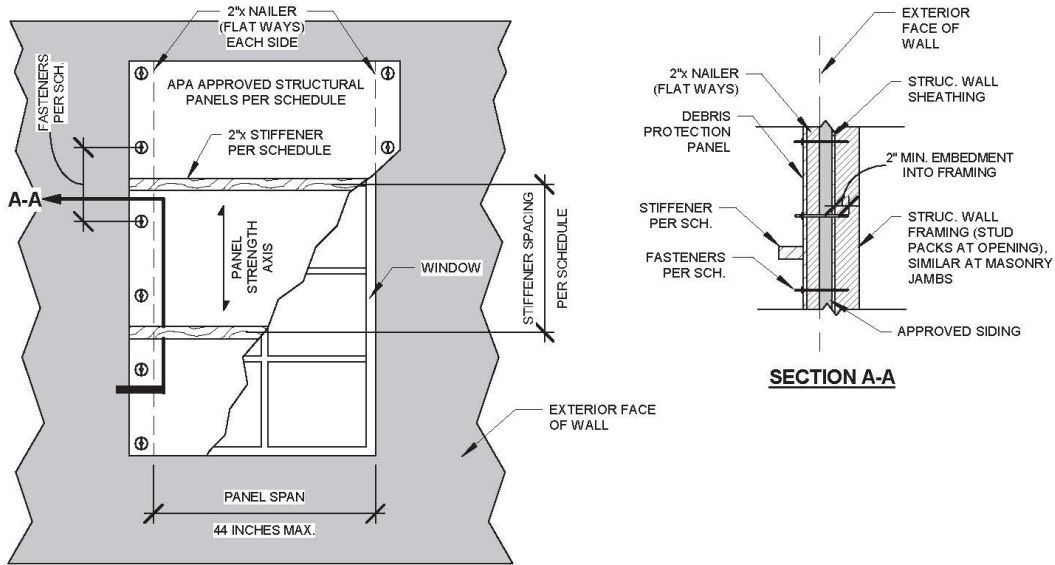 2"x NAILER
(FLAT WAYS)
EACH SIDE
FASTENERS
PER SCH.
APA APPROVED STRUCTURAL
PANELS PER SCHEDULE
2"x STIFFENER
PER SCHEDULE
A-A
PANEL
STRENGTH
AXIS
STIFFENER SPACING
PER SCHEDULE
WINDOW
EXTERIOR FACE
OF WALL
PANEL SPAN
44 INCHES MAX.
EXTERIOR
FACE OF
WALL
2"x NAILER
(FLAT WAYS)
STRUC. WALL
SHEATHING
DEBRIS
PROTECTION
PANEL
2" MIN. EMBEDMENT
INTO FRAMING
STIFFENER
PER SCH.
STRUC. WALL
FRAMING (STUD
PACKS AT OPENING),
SIMILAR AT MASONRY
JAMBS
FASTENERS
PER SCH.
APPROVED SIDING
SECTION A-A